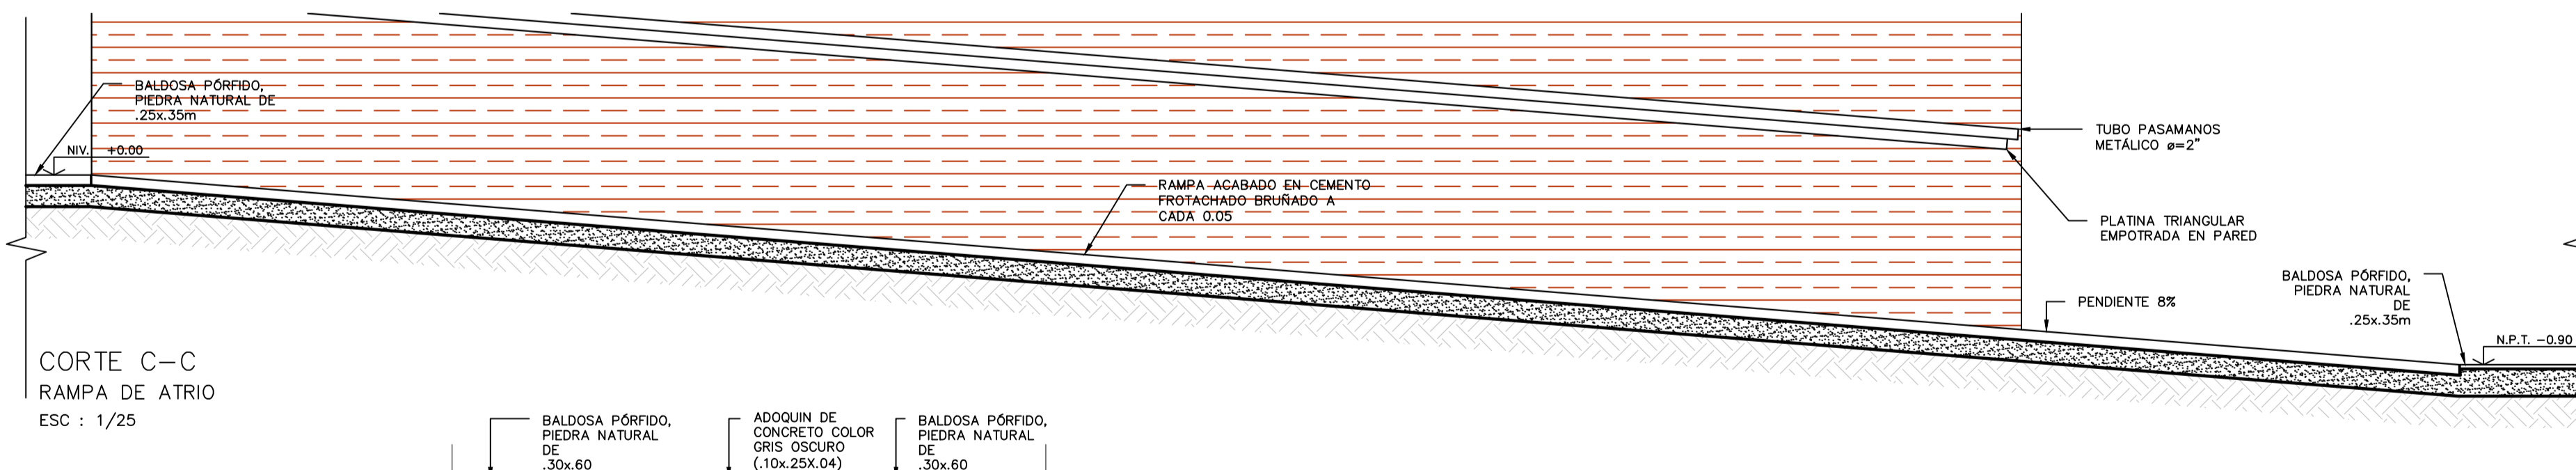 BALDOSA PÓRFIDO,
PIEDRA NATURAL DE
.25x.35m
NIV. +0.00
RAMPA ACABADO EN CEMENTO
FROTACHADO BRUÑADO A
CADA 0.05
TUBO PASAMANOS
METÁLICO ø=2"
PLATINA TRIANGULAR
EMPOTRADA EN PARED
PENDIENTE 8%
BALDOSA PÓRFIDO,
PIEDRA NATURAL
DE
.25x.35m
N.P.T. -0.90
CORTE C-C
RAMPA DE ATRIO
ESC : 1/25
BALDOSA PÓRFIDO,
PIEDRA NATURAL
DE
.30x.60
ADOQUIN DE
CONCRETO COLOR
GRIS OSCURO
(.10x.25X.04)
BALDOSA PÓRFIDO,
PIEDRA NATURAL
DE
.30x.60